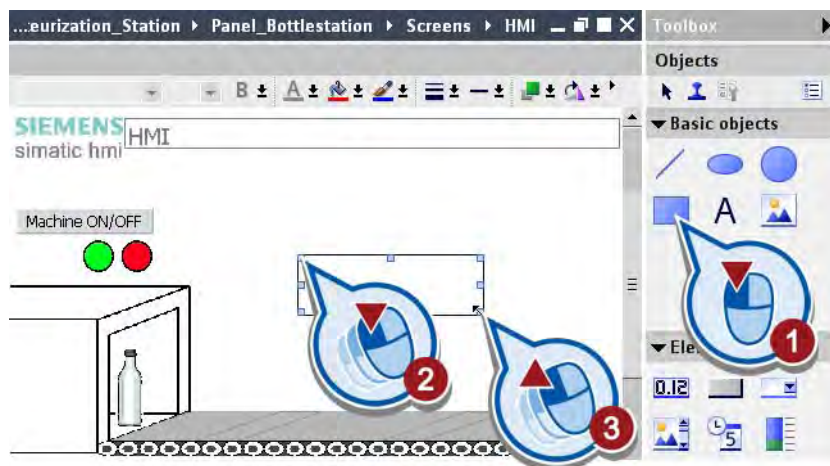 ...eurization_Station ▸ Panel_Bottlestation ▸ Screens ▸ HMI
Toolbox
Objects
B A
Basic objects
SIEMENS
simatic hmi
HMI
A
Machine ON/OFF
1
2
3
Ele
0.12
5